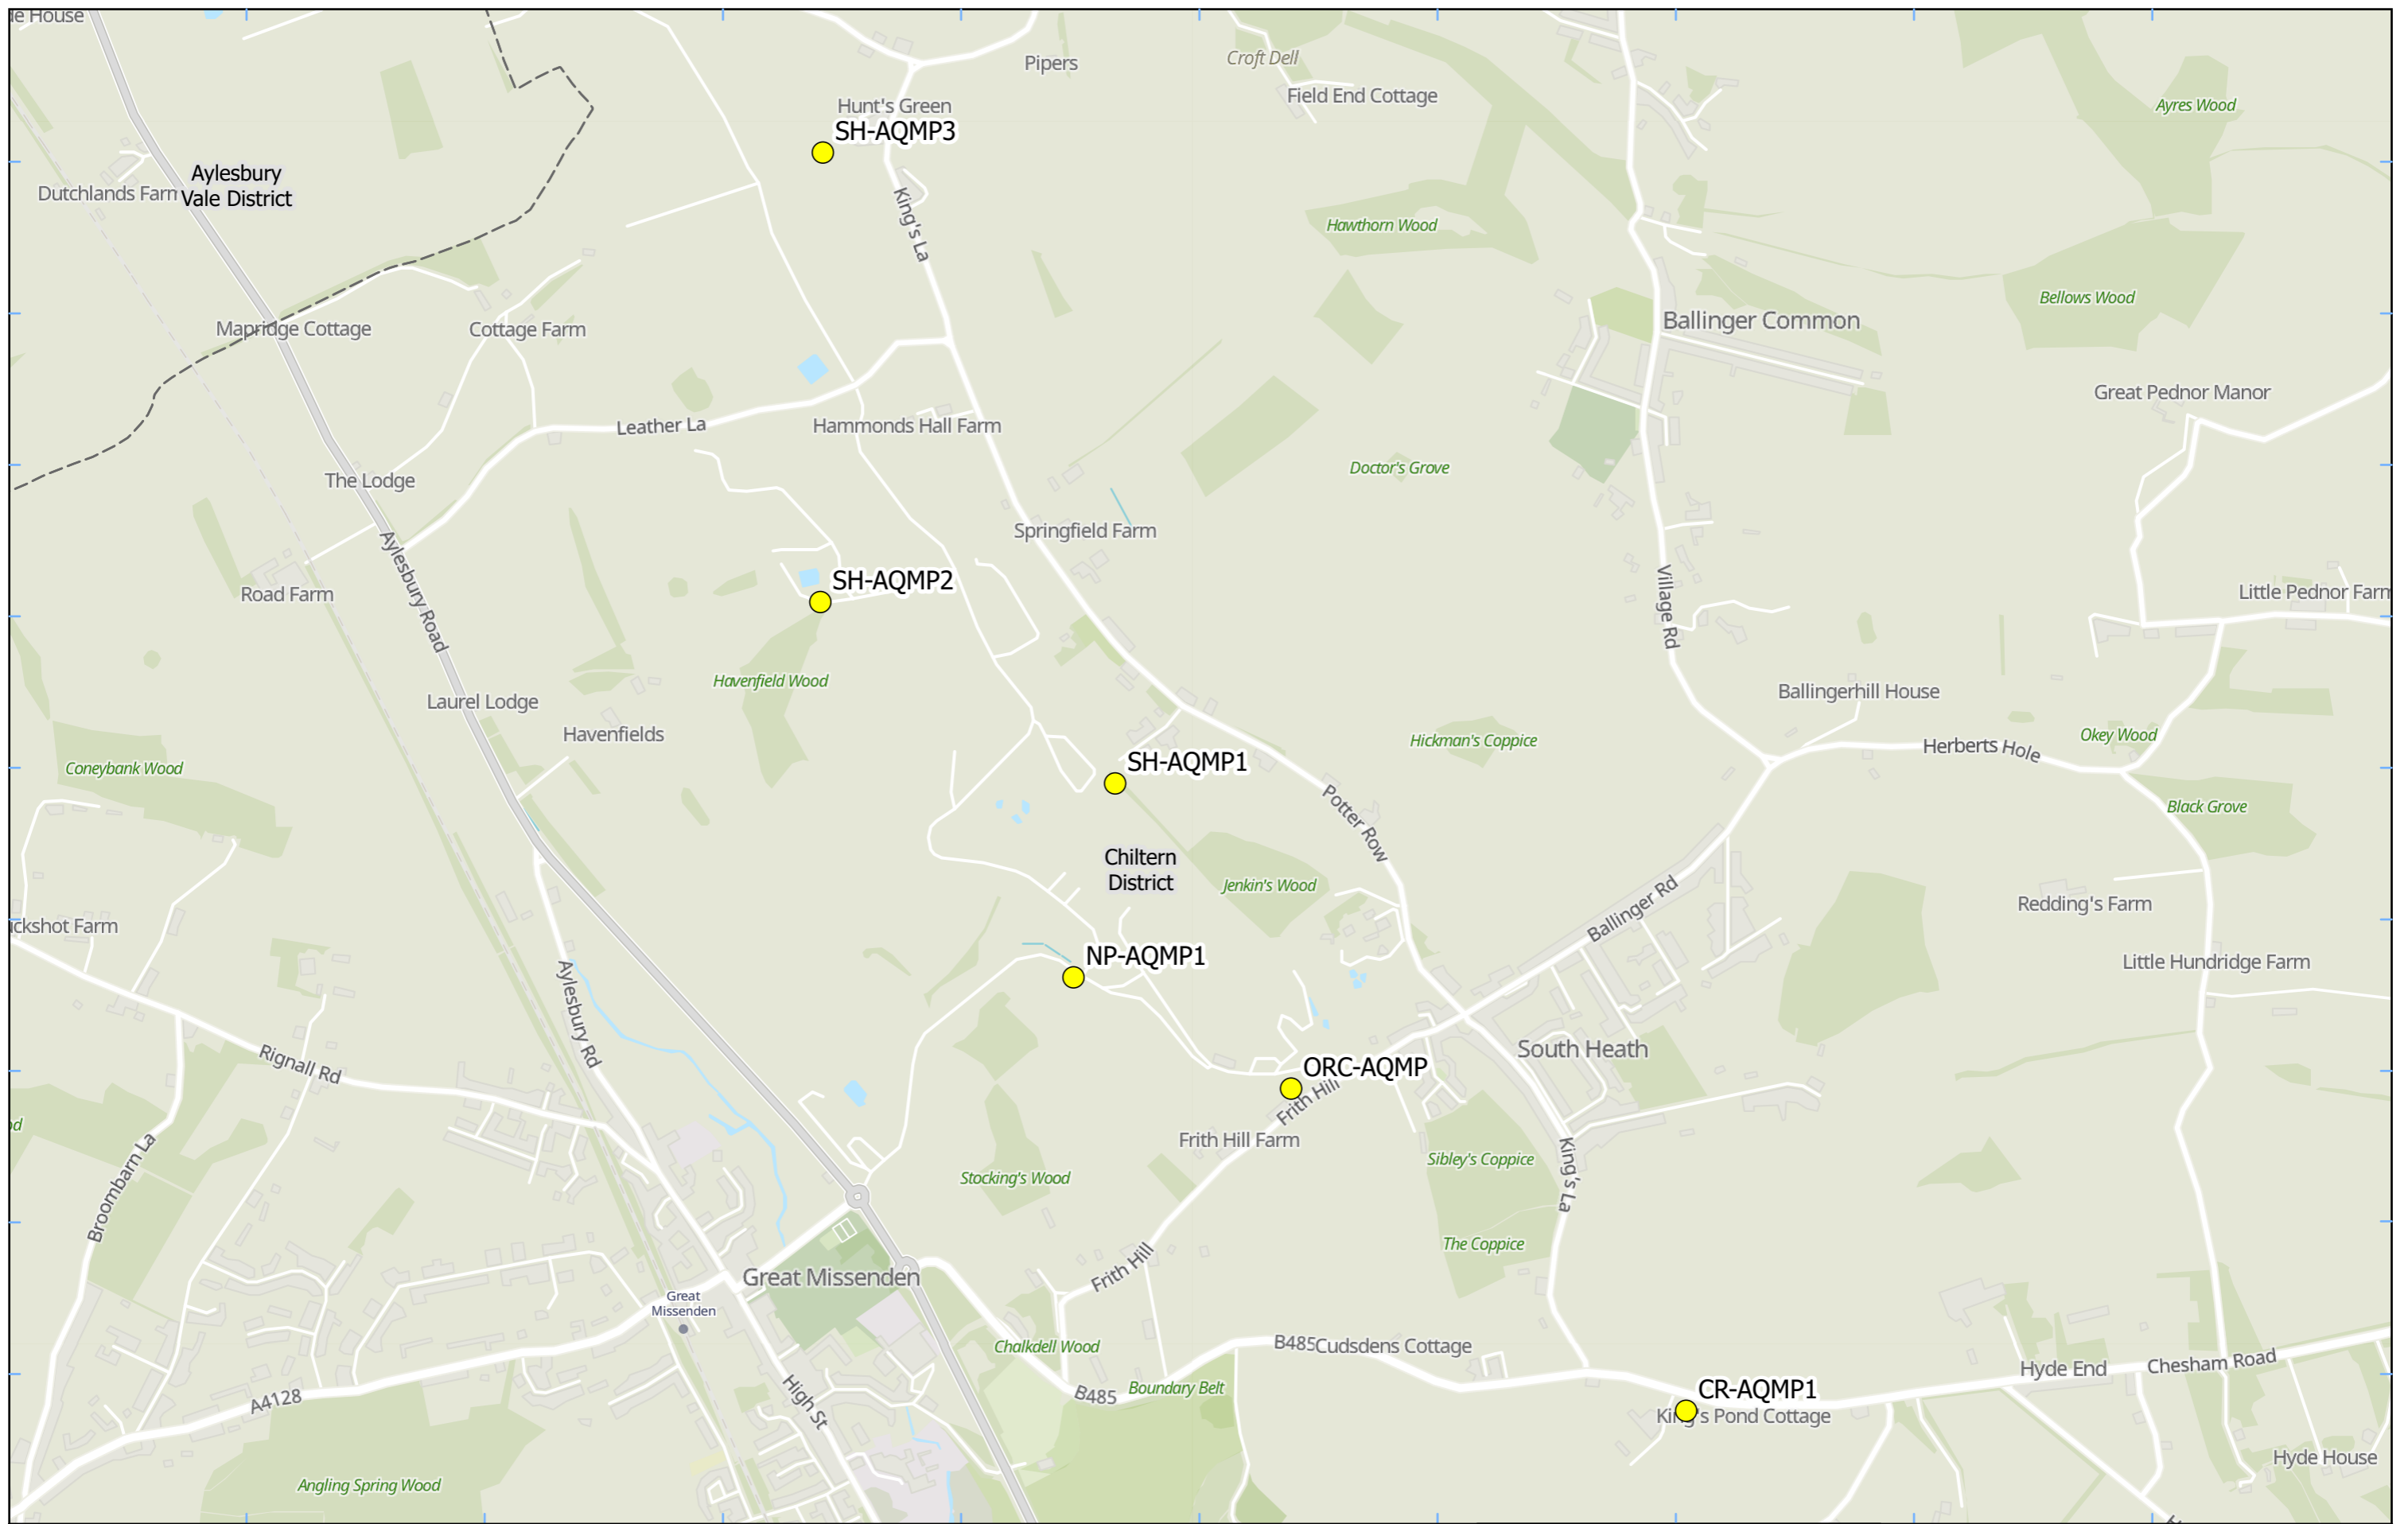 Pipers
Croft Dell
Field End Cottage
Hunt's Green
SH-AQMP3
Ayres Wood
Aylesbury
Vale District
King's La
Hawthorn Wood
Bellows Wood
Mapridge Cottage
Cottage Farm
Ballinger Common
Great Pednor Manor
Leather La
Hammonds Hall Farm
The Lodge
Doctor's Grove
Springfield Farm
Aylesbury Road
SH-AQMP2
Road Farm
Village Rd
Little Pednor Farm
Havenfield Wood
Laurel Lodge
Ballingerhill House
Havenfields
Hickman's Coppice
Okey Wood
Herberts Hole
Coneybank Wood
SH-AQMP1
Potter Row
Black Grove
Chiltern
District
Jenkin's Wood
Ballinger Rd
Redding's Farm
NP-AQMP1
Little Hundridge Farm
Aylesbury Rd
Rignall Rd
South Heath
ORC-AQMP
Frith Hill
Frith Hill Farm
Broombarn La
Stocking's Wood
Sibley's Coppice
King's La
The Coppice
Frith Hill
Great Missenden
Great
Missenden
Chalkdell Wood
B485
Cudsdens Cottage
Hyde End
Chesham Road
B485
Boundary Belt
A4128
High St
CR-AQMP1
King's Pond Cottage
Angling Spring Wood
Hyde House